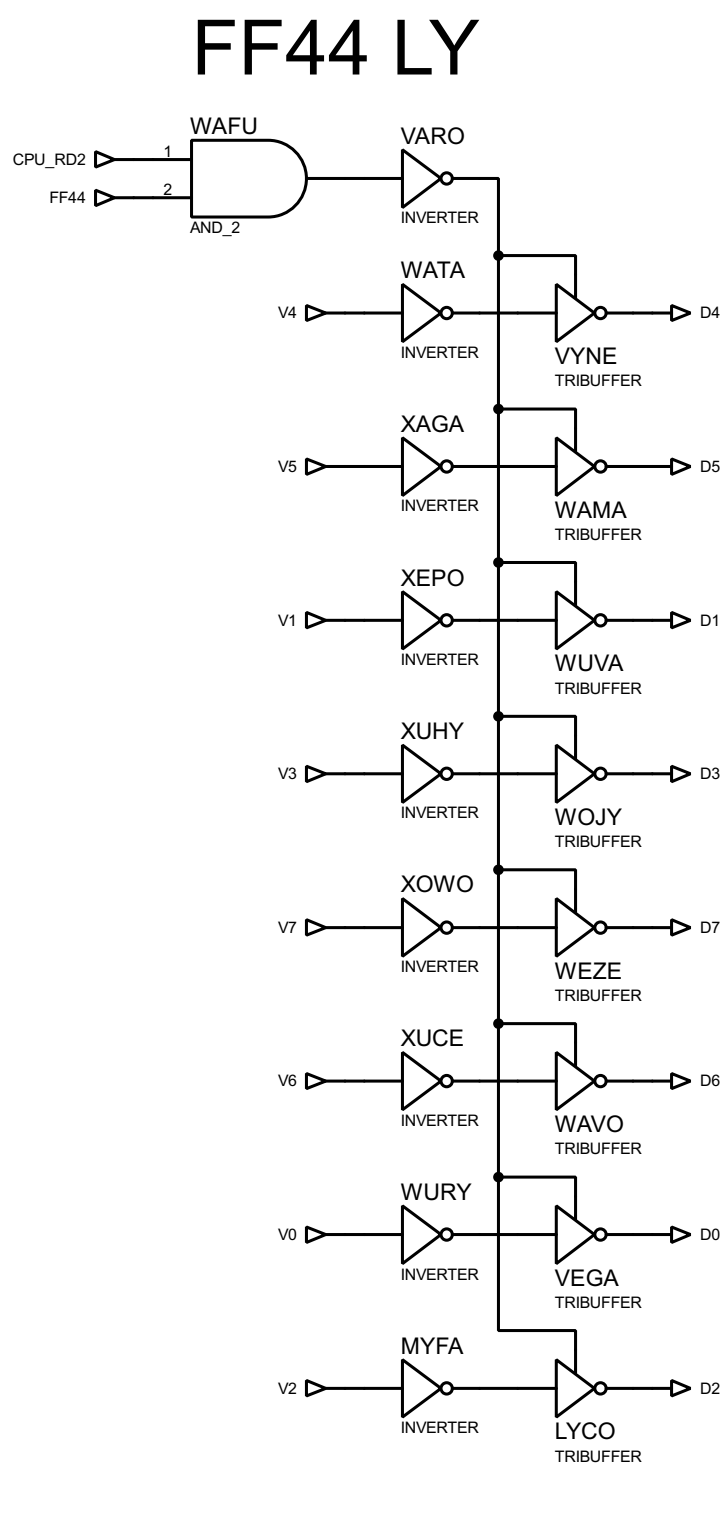 FF44 LY
WAFU
VARO
CPU_RD2
1
FF44
2
AND_2
INVERTER
WATA
V4
D4
INVERTER
VYNE
TRIBUFFER
XAGA
V5
D5
INVERTER
WAMA
TRIBUFFER
XEPO
V1
D1
INVERTER
WUVA
TRIBUFFER
XUHY
V3
D3
INVERTER
WOJY
TRIBUFFER
XOWO
V7
D7
INVERTER
WEZE
TRIBUFFER
XUCE
V6
D6
INVERTER
WAVO
TRIBUFFER
WURY
V0
D0
INVERTER
VEGA
TRIBUFFER
MYFA
V2
D2
INVERTER
LYCO
TRIBUFFER